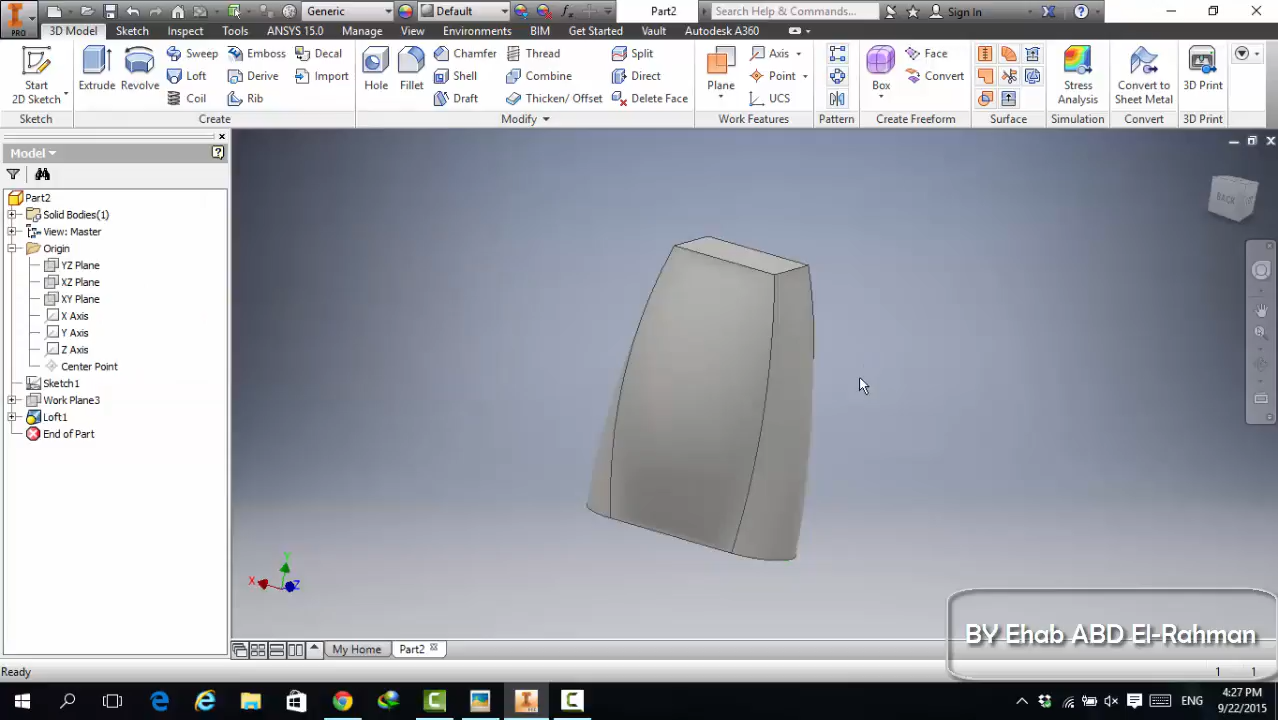 PRO
Generic
Default
fx
Part2
Search Help & Commands...
Sign In
3D Model
Sketch
Inspect
Tools
ANSYS 15.0
Manage
View
Environments
BIM
Get Started
Vault
Autodesk A360
Start
2D Sketch
Extrude
Revolve
Sweep
Loft
Coil
Emboss
Derive
Rib
Decal
Import
Hole
Fillet
Chamfer
Shell
Draft
Thread
Combine
Thicken/ Offset
Split
Direct
Delete Face
Plane
Axis
Point
UCS
Box
Face
Convert
Stress
Analysis
Convert to
Sheet Metal
3D Print
Sketch
Create
Modify
Work Features
Pattern
Create Freeform
Surface
Simulation
Convert
3D Print
Model
Part2
Solid Bodies(1)
View: Master
Origin
YZ Plane
XZ Plane
XY Plane
X Axis
Y Axis
Z Axis
Center Point
Sketch1
Work Plane3
Loft1
End of Part
BACK
Y
X
Z
BY Ehab ABD El-Rahman
My Home
Part2
Ready
1
1
ENG
4:27 PM
9/22/2015